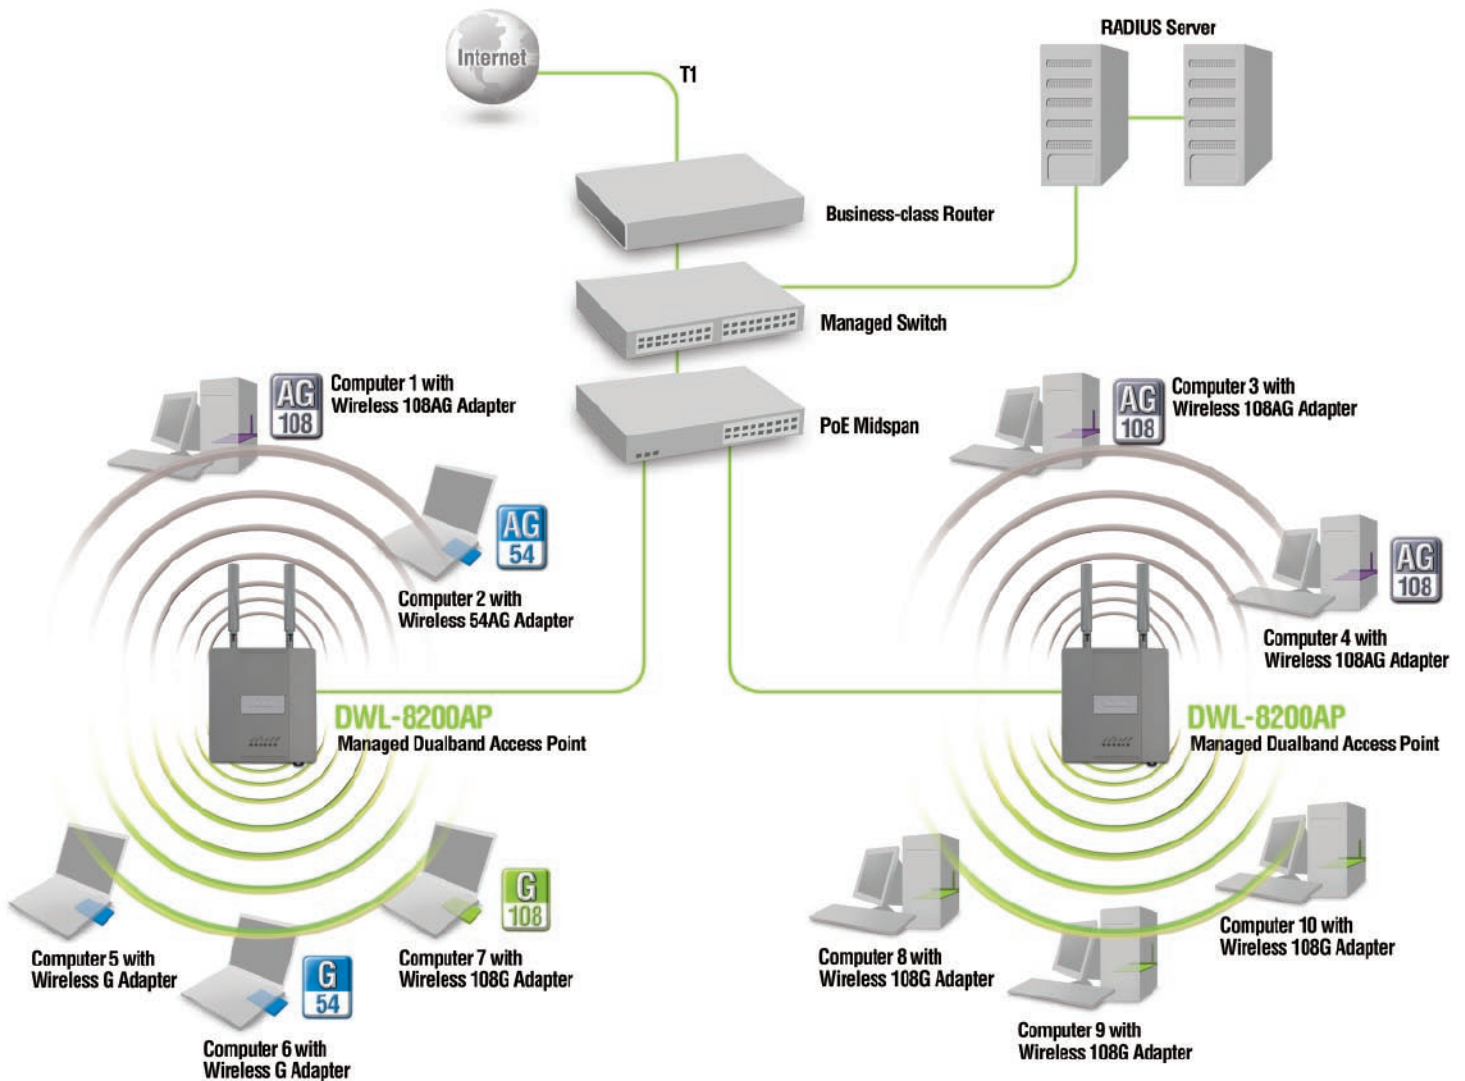 Internet
T1
RADIUS Server
Business-class Router
Managed Switch
PoE Midspan
AG
108
Computer 1 with
Wireless 108AG Adapter
AG
54
Computer 2 with
Wireless 54AG Adapter
AG
108
Computer 3 with
Wireless 108AG Adapter
AG
108
Computer 4 with
Wireless 108AG Adapter
DWL-8200AP
Managed Dualband Access Point
DWL-8200AP
Managed Dualband Access Point
Computer 5 with
Wireless G Adapter
G
54
Computer 6 with
Wireless G Adapter
G
108
Computer 7 with
Wireless 108G Adapter
Computer 8 with
Wireless 108G Adapter
Computer 9 with
Wireless 108G Adapter
Computer 10 with
Wireless 108G Adapter